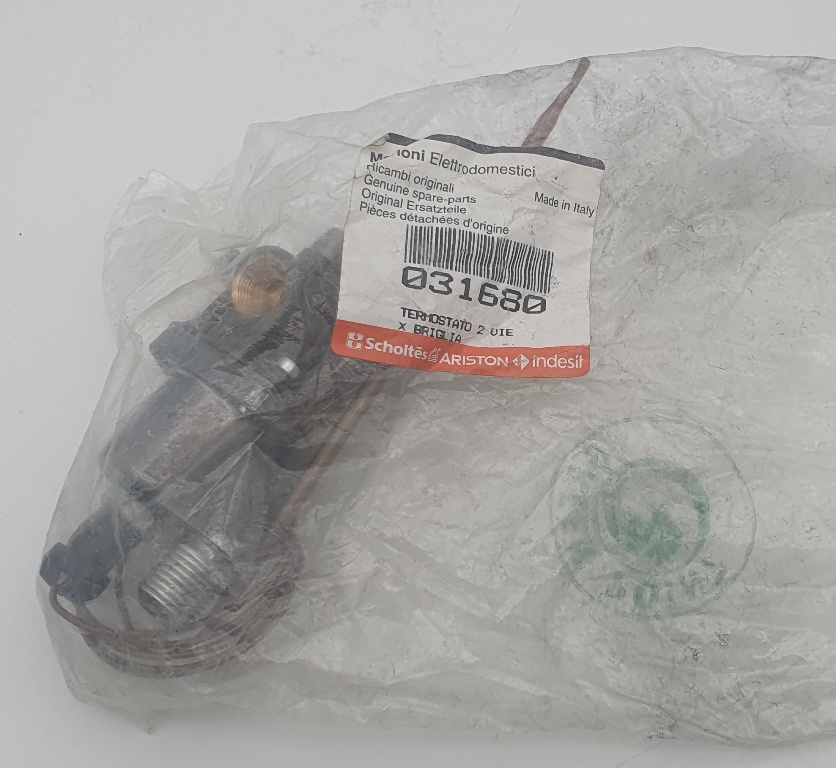 Elettrodomestici
Ricambi originali
Genuine spare-parts
Original Ersatzteile
Pièces détachées d'origine
Made in Italy
031680
TERMOSTATO 2 VIE
X BRIGLIA
Scholtès ARISTON indesit